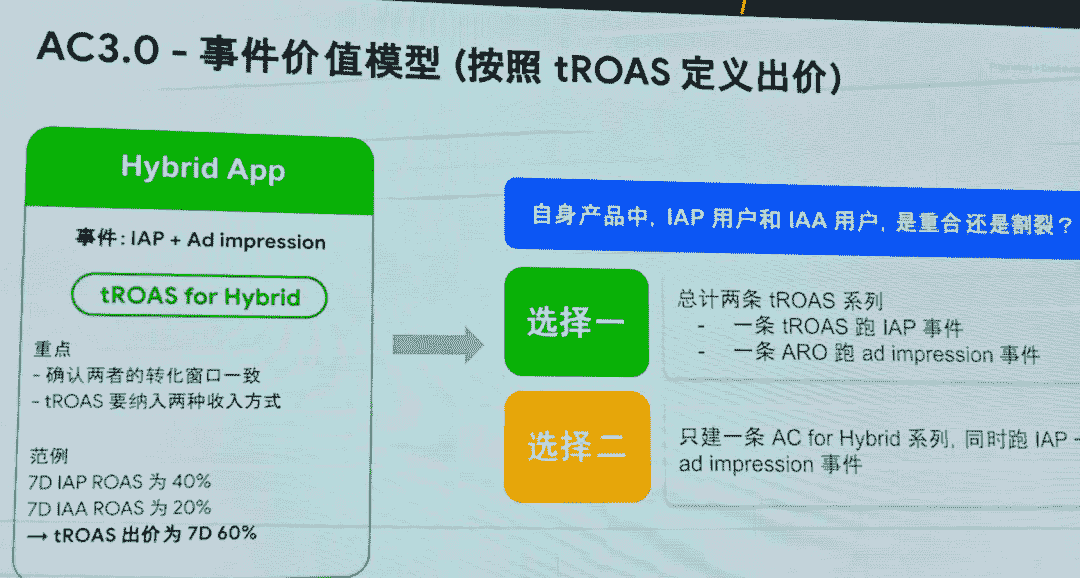 AC3.0 - 事件价值模型 (按照 tROAS 定义出价)
Hybrid App
事件: IAP + Ad impression
tROAS for Hybrid
重点
- 确认两者的转化窗口一致
- tROAS 要纳入两种收入方式
范例
7D IAP ROAS 为 40%
7D IAA ROAS 为 20%
→ tROAS 出价为 7D 60%
自身产品中, IAP 用户和 IAA 用户, 是重合还是割裂?
选择一
总计两条 tROAS 系列
- 一条 tROAS 跑 IAP 事件
- 一条 ARO 跑 ad impression 事件
选择二
只建一条 AC for Hybrid 系列, 同时跑 IAP
ad impression 事件